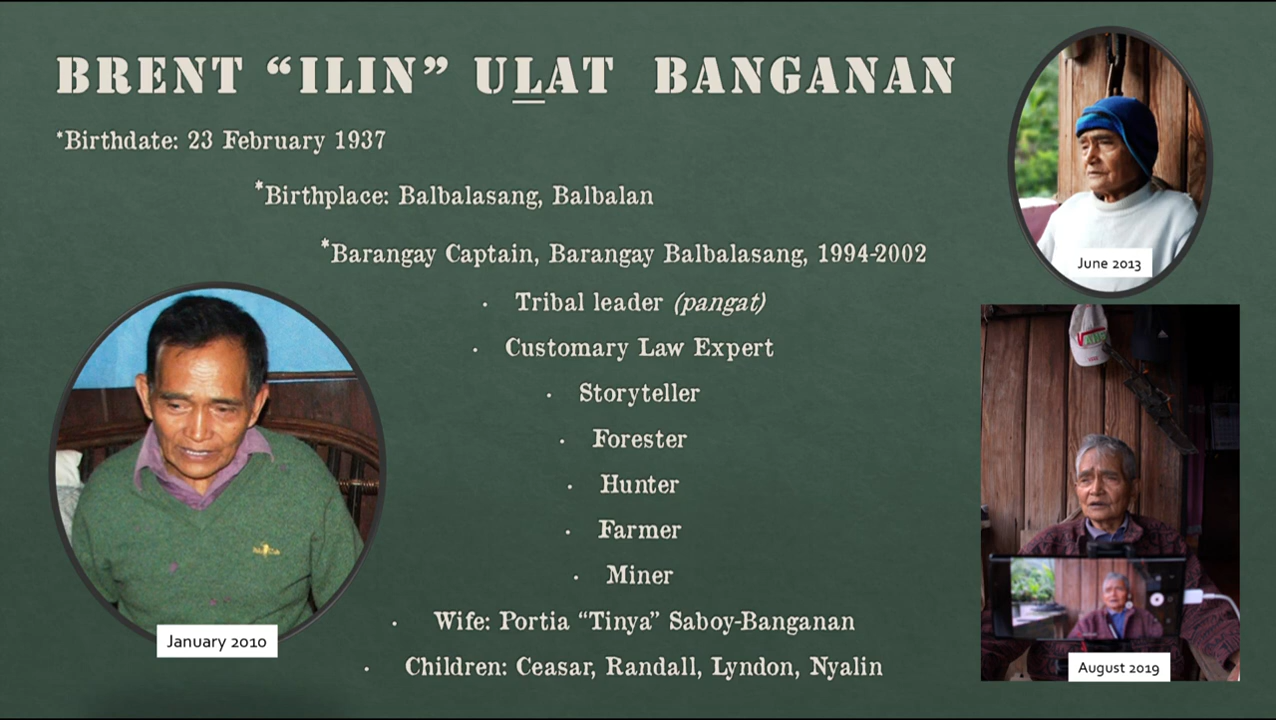 BRENT “ILIN” ULAT BANGANAN
*Birthdate: 23 February 1937
*Birthplace: Balbalasang, Balbalan
*Barangay Captain, Barangay Balbalasang, 1994-2002
· Tribal leader (pangat)
· Customary Law Expert
· Storyteller
· Forester
· Hunter
· Farmer
· Miner
· Wife: Portia “Tinya” Saboy-Banganan
· Children: Ceasar, Randall, Lyndon, Nyalin
January 2010
June 2013
August 2019